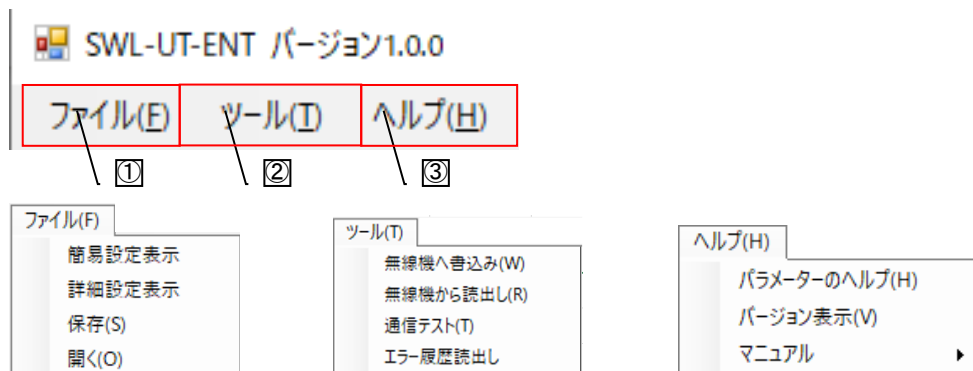 SWL-UT-ENT バージョン1.0.0
ファイル(F) ツール(T) ヘルプ(H)
① ② ③
ファイル(F)
簡易設定表示
詳細設定表示
保存(S)
開く(O)
ツール(T)
無線機へ書込み(W)
無線機から読出し(R)
通信テスト(T)
エラー履歴読出し
ヘルプ(H)
パラメーターのヘルプ(H)
バージョン表示(V)
マニュアル